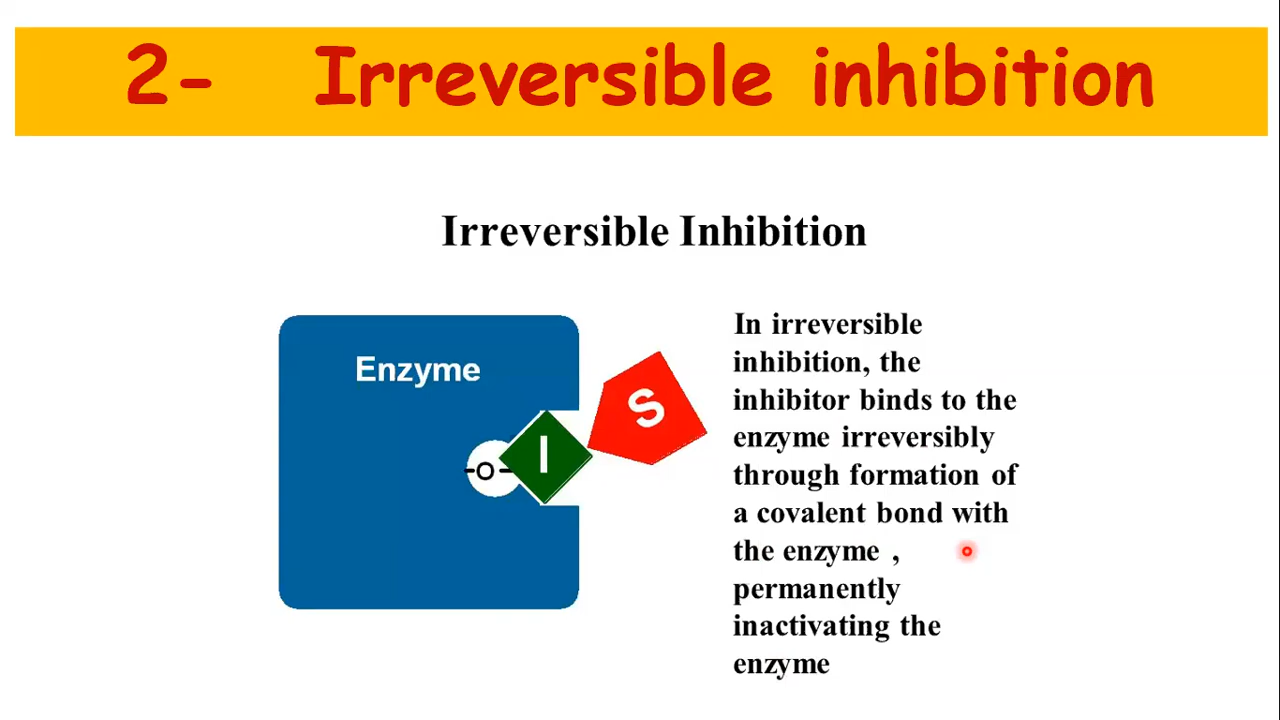 2- Irreversible inhibition
Irreversible Inhibition
Enzyme
S
I
-O-
In irreversible
inhibition, the
inhibitor binds to the
enzyme irreversibly
through formation of
a covalent bond with
the enzyme ,
permanently
inactivating the
enzyme